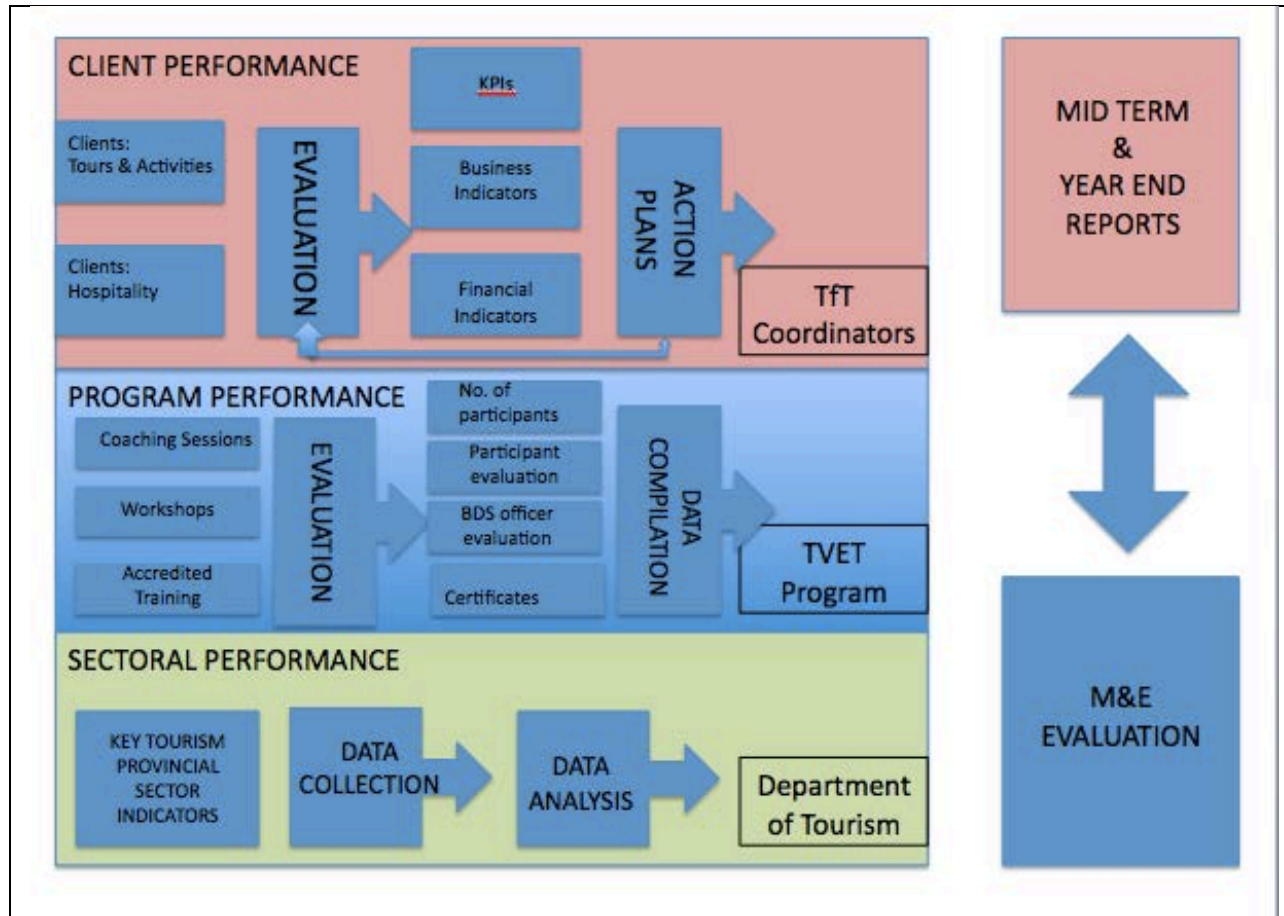 CLIENT PERFORMANCE
Clients:
Tours & Activities
Clients:
Hospitality
EVALUATION
KPIs
Business
Indicators
Financial
Indicators
ACTION
PLANS
TfT
Coordinators
PROGRAM PERFORMANCE
Coaching Sessions
Workshops
Accredited
Training
EVALUATION
No. of
participants
Participant
evaluation
BDS officer
evaluation
Certificates
DATA
COMPILATION
TVET
Program
SECTORAL PERFORMANCE
KEY TOURISM
PROVINCIAL
SECTOR
INDICATORS
DATA
COLLECTION
DATA
ANALYSIS
Department
of Tourism
MID TERM
&
YEAR END
REPORTS
M&E
EVALUATION